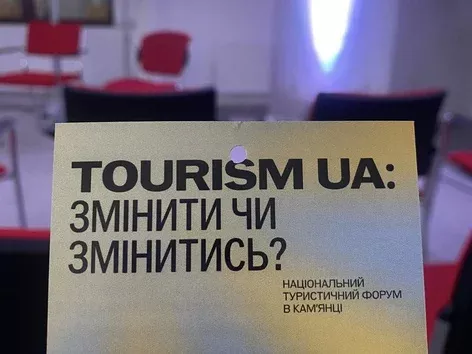 TOURISM UA:
ЗМІНИТИ ЧИ
ЗМІНИТИСЬ?
НАЦІОНАЛЬНИЙ
ТУРИСТИЧНИЙ ФОРУМ
В КАМ'ЯНЦІ